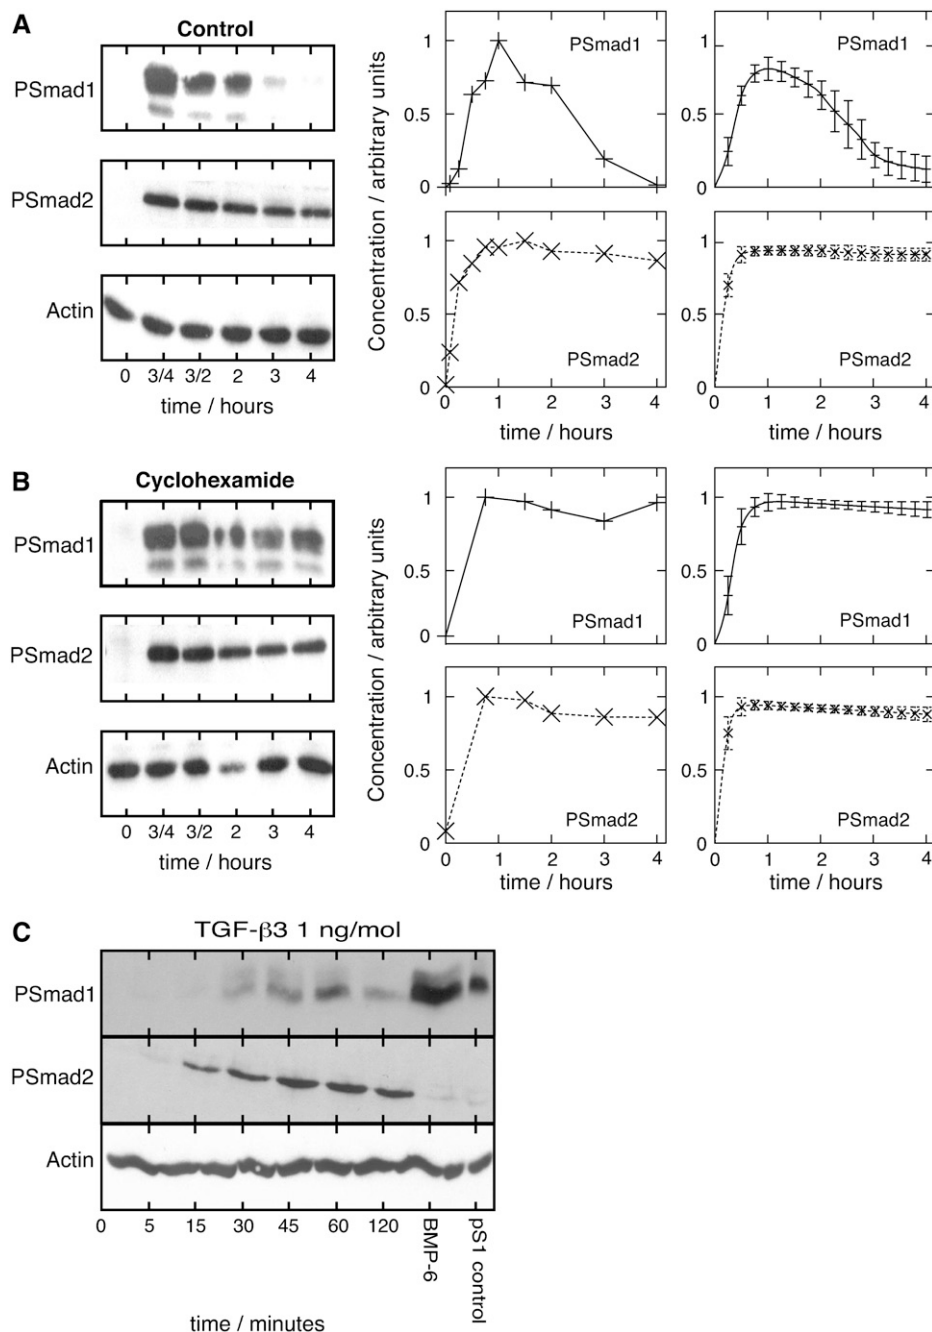 A
Control
PSmad1
PSmad2
Actin
0 3/4 3/2 2 3 4
time / hours
Concentration / arbitrary units
1
0.5
0
PSmad1
PSmad1
1
0.5
0
PSmad2
PSmad2
0 1 2 3 4
0 1 2 3 4
time / hours
time / hours
B
Cyclohexamide
PSmad1
PSmad2
Actin
0 3/4 3/2 2 3 4
time / hours
Concentration / arbitrary units
1
0.5
0
PSmad1
PSmad1
1
0.5
0
PSmad2
PSmad2
0 1 2 3 4
0 1 2 3 4
time / hours
time / hours
C
TGF-β3 1 ng/mol
PSmad1
PSmad2
Actin
0 5 15 30 45 60 120 BMP-6 pS1 control
time / minutes